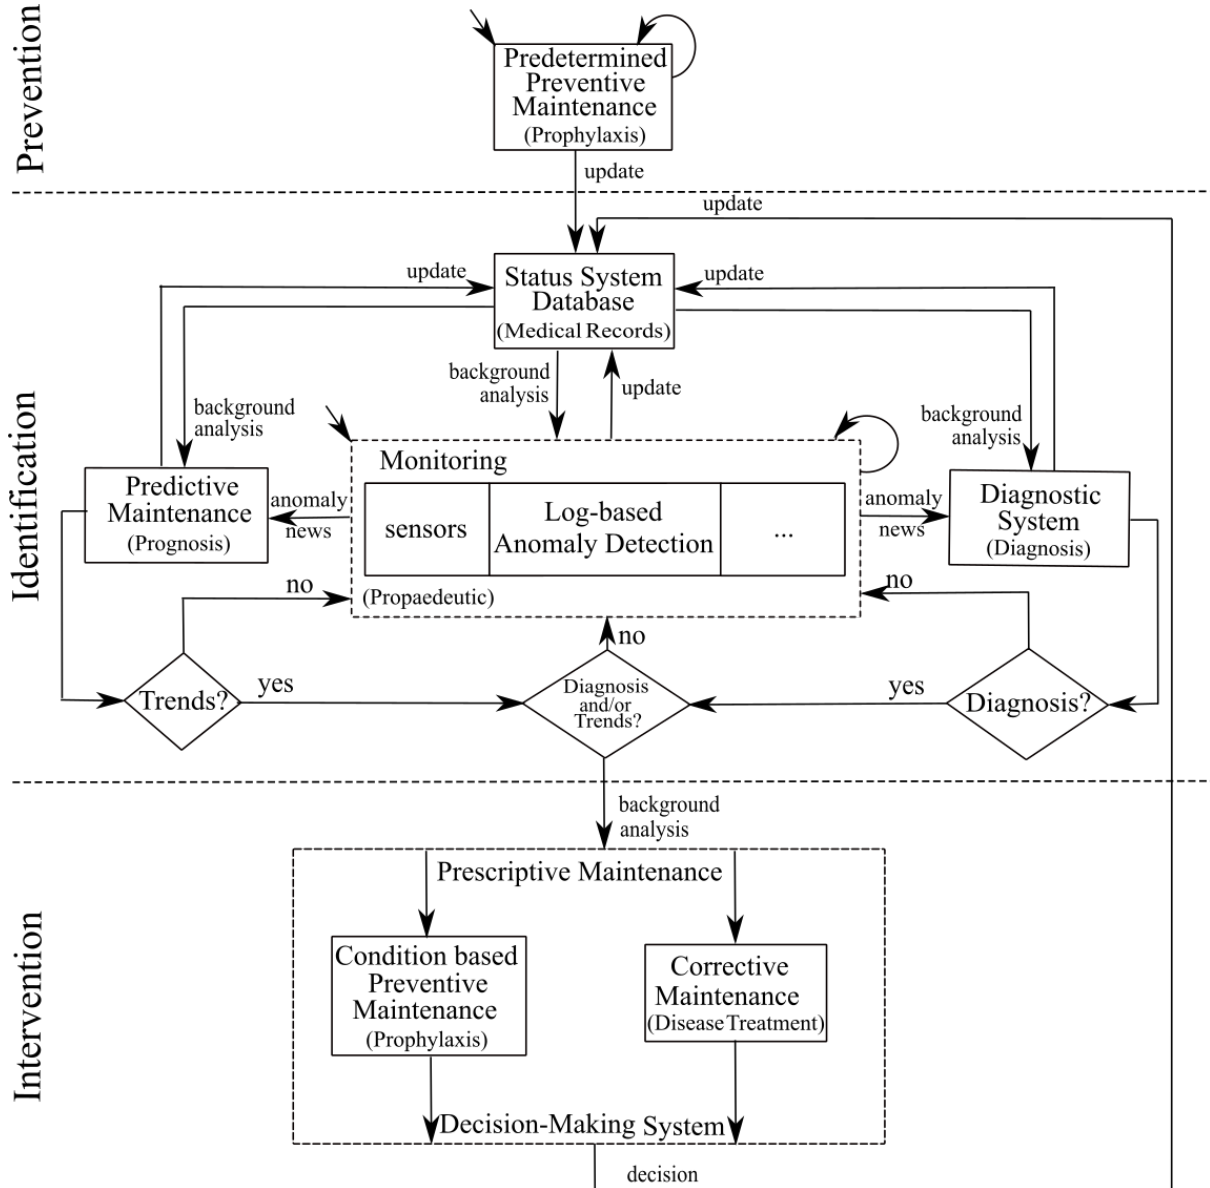 Prevention
Predetermined
Preventive
Maintenance
(Prophylaxis)
update
update
Identification
Status System
Database
(Medical Records)
update
update
background
analysis
update
background
analysis
background
analysis
Monitoring
sensors
Log-based
Anomaly Detection
...
(Propaedeutic)
Predictive
Maintenance
(Prognosis)
anomaly
news
anomaly
news
Diagnostic
System
(Diagnosis)
no
no
no
Trends?
yes
Diagnosis
and/or
Trends?
yes
Diagnosis?
Intervention
background
analysis
Prescriptive Maintenance
Condition based
Preventive
Maintenance
(Prophylaxis)
Corrective
Maintenance
(Disease Treatment)
Decision-Making System
decision